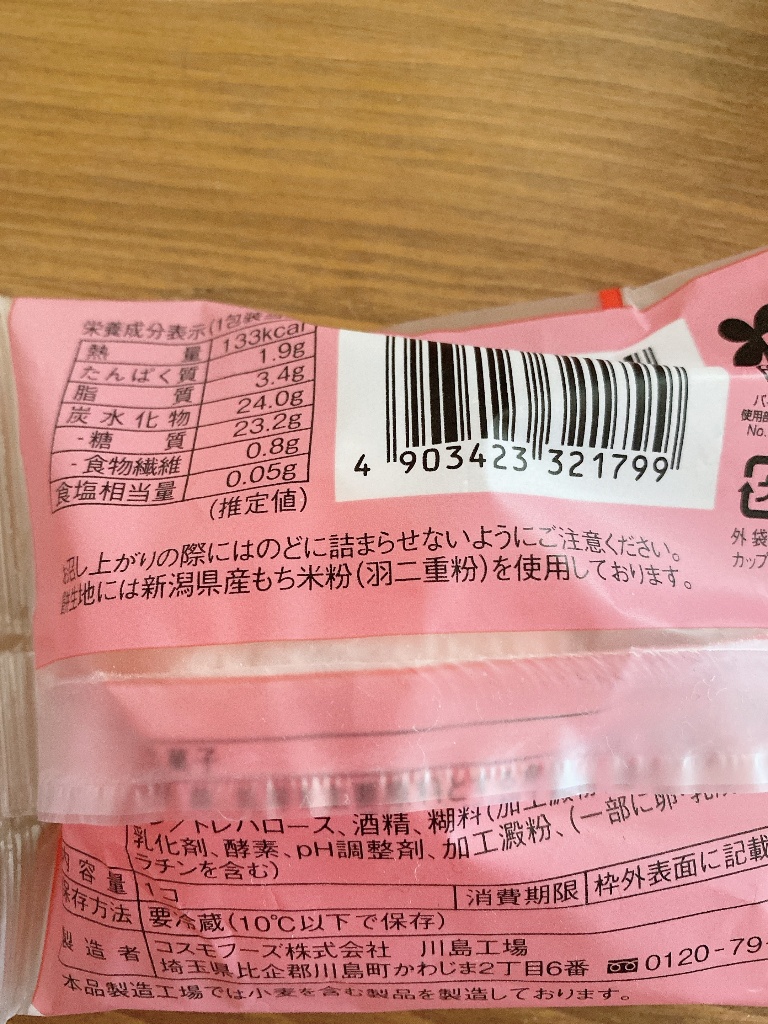 栄養成分表示(1包装当
熱量 133kcal
たんぱく質 1.9g
脂質 3.4g
炭水化物 24.0g
-糖質 23.2g
-食物繊維 0.8g
食塩相当量 0.05g
(推定値)
4 903423 321799
使用部
No.
外袋
カップ
し上がりの際にはのどに詰まらせないようにご注意ください。
生地には新潟県産もち米粉(羽二重粉)を使用しております。
菓子
トレハロース、酒精、糊料(加工澱粉
乳化剤、酵素、pH調整剤、加工澱粉、(一部に卵・乳
ラチンを含む)
内容量 1コ 消費期限 枠外表面に記載
保存方法 要冷蔵(10℃以下で保存)
製造者 コスモフーズ株式会社 川島工場
埼玉県比企郡川島町かわじま2丁目6番 0120-79-
本品製造工場では小麦を含む製品を製造しております。